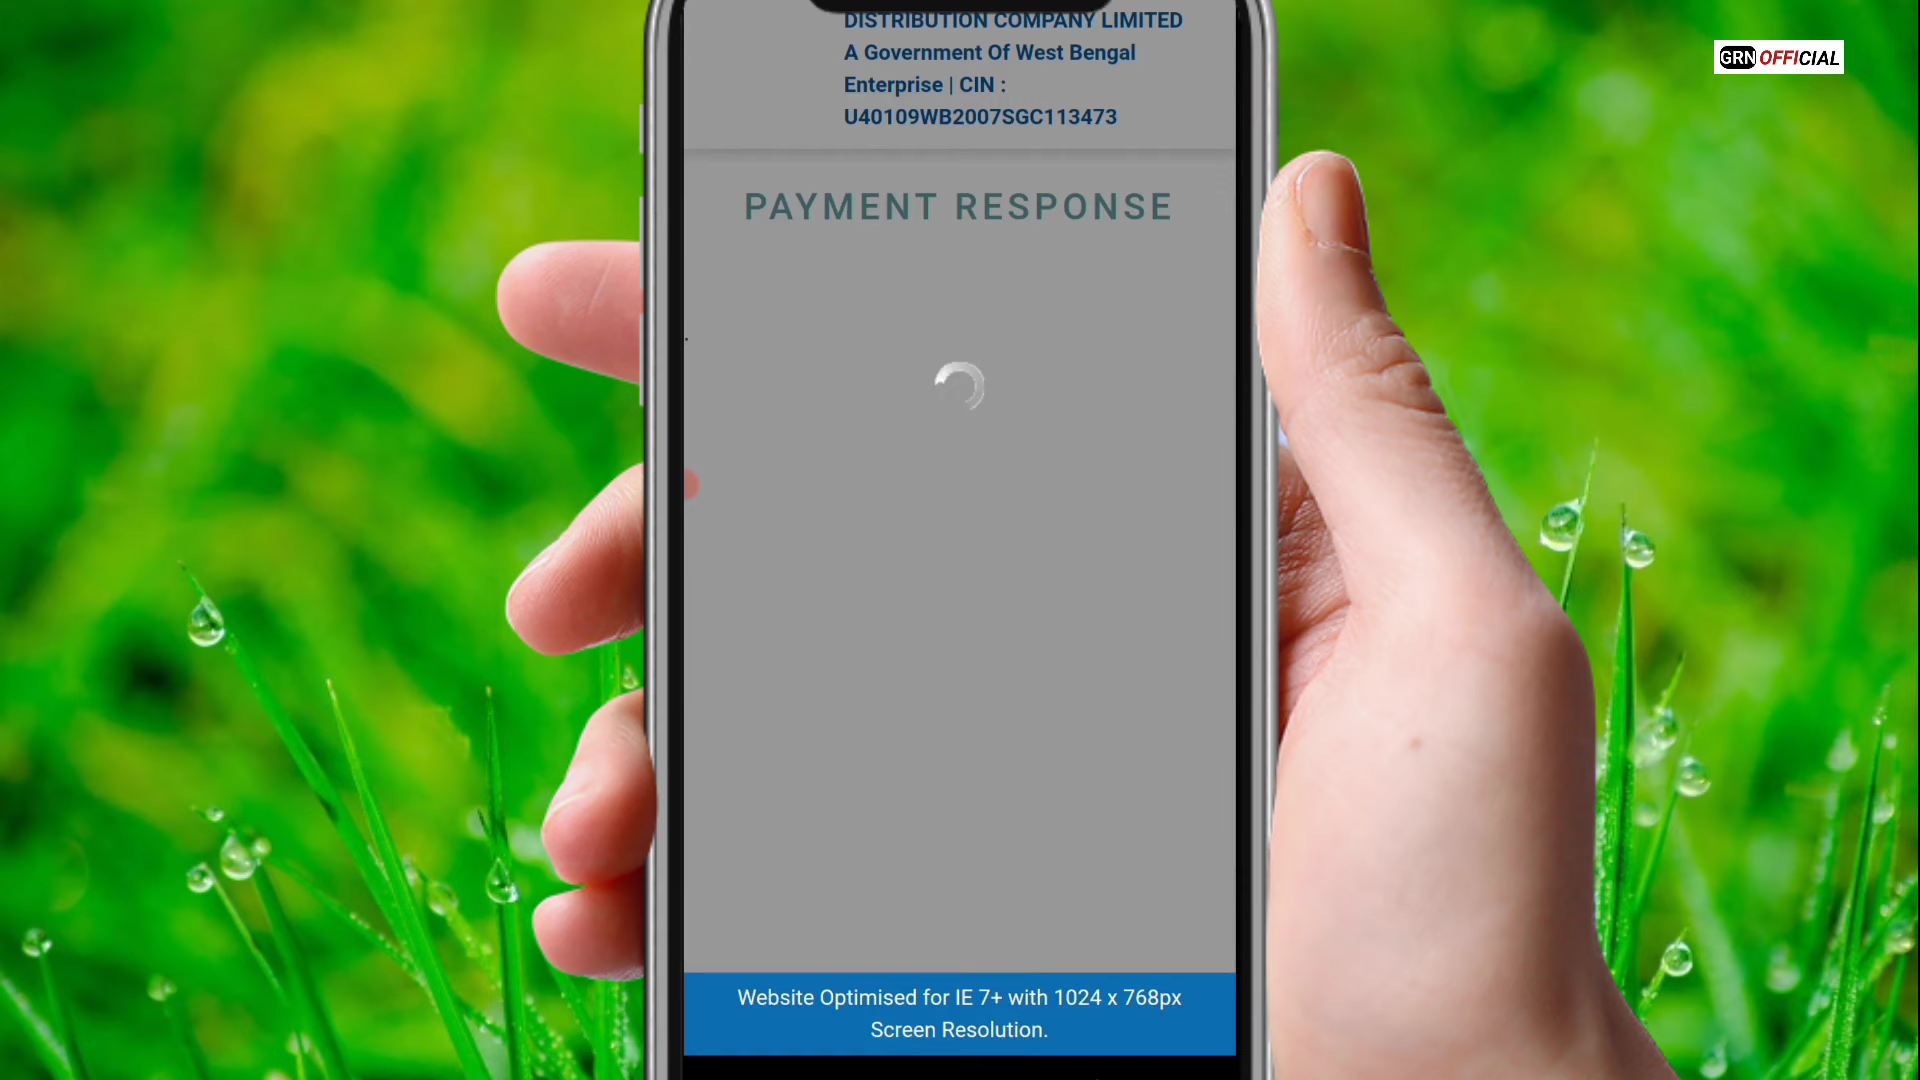 DISTRIBUTION COMPANY LIMITED
A Government Of West Bengal
Enterprise | CIN :
U40109WB2007SGC113473
GRN OFFICIAL
PAYMENT RESPONSE
Website Optimised for IE 7+ with 1024 x 768px
Screen Resolution.